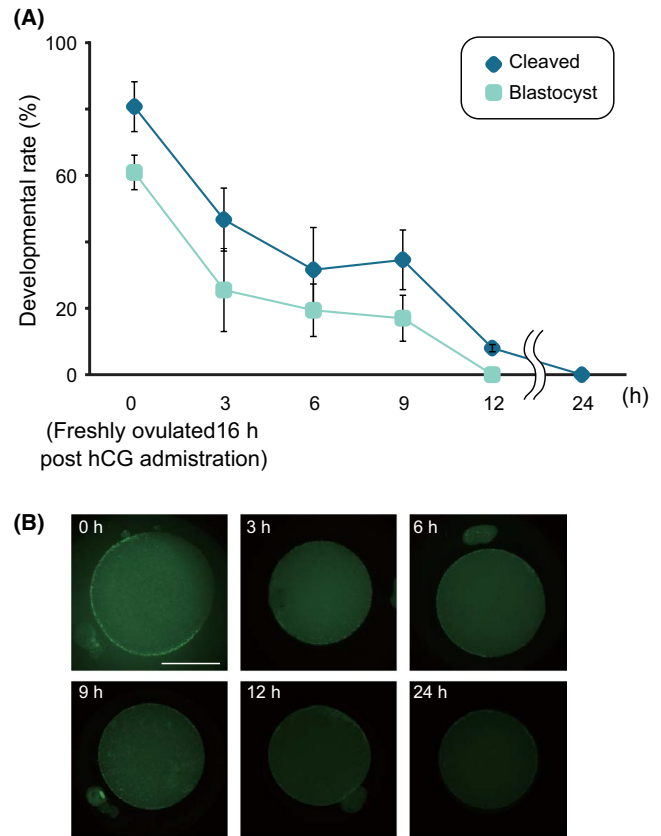 (A)
100
60
20
0
Developmental rate (%)
Cleaved
Blastocyst
0 3 6 9 12 24 (h)
(Freshly ovulated16 h
post hCG admistration)
(B)
0 h 3 h 6 h
9 h 12 h 24 h